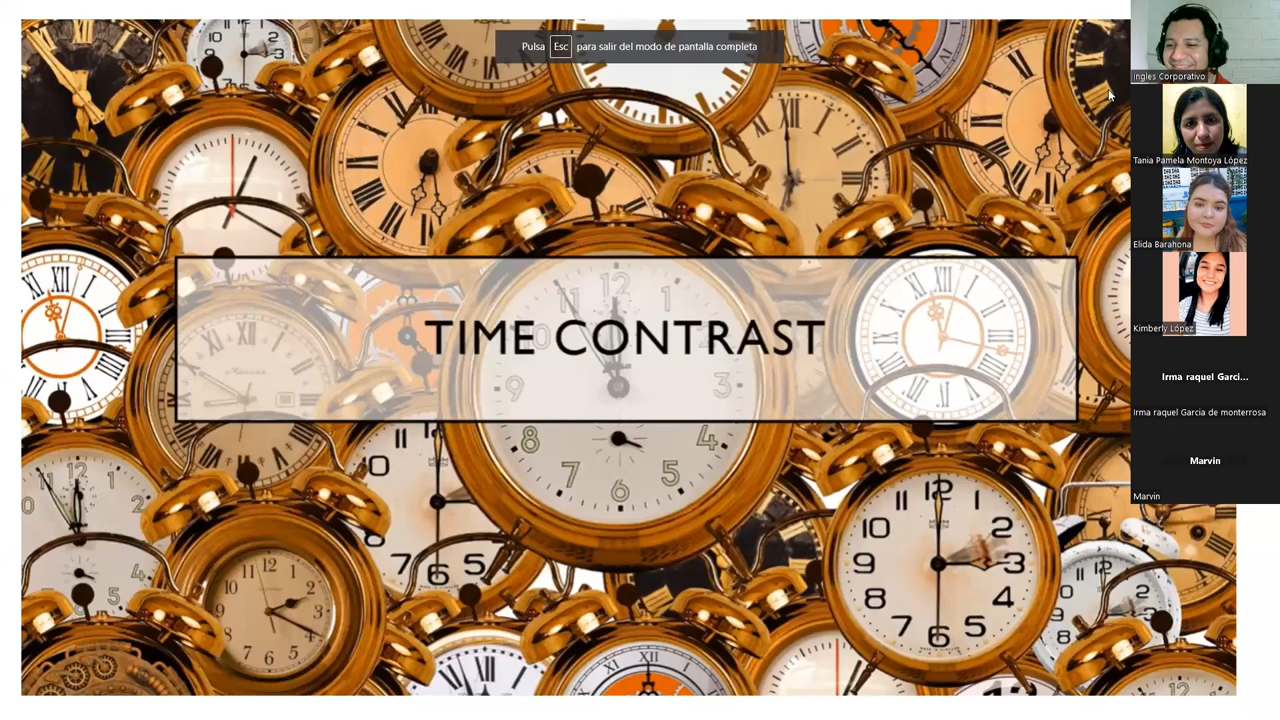 Pulsa Esc para salir del modo de pantalla completa
TIME CONTRAST
Ingles Corporativo
Tania Pamela Montoya López
Elida Barahona
Kimberly López
Irma raquel Garci...
Irma raquel Garcia de monterrosa
Marvin
Marvin